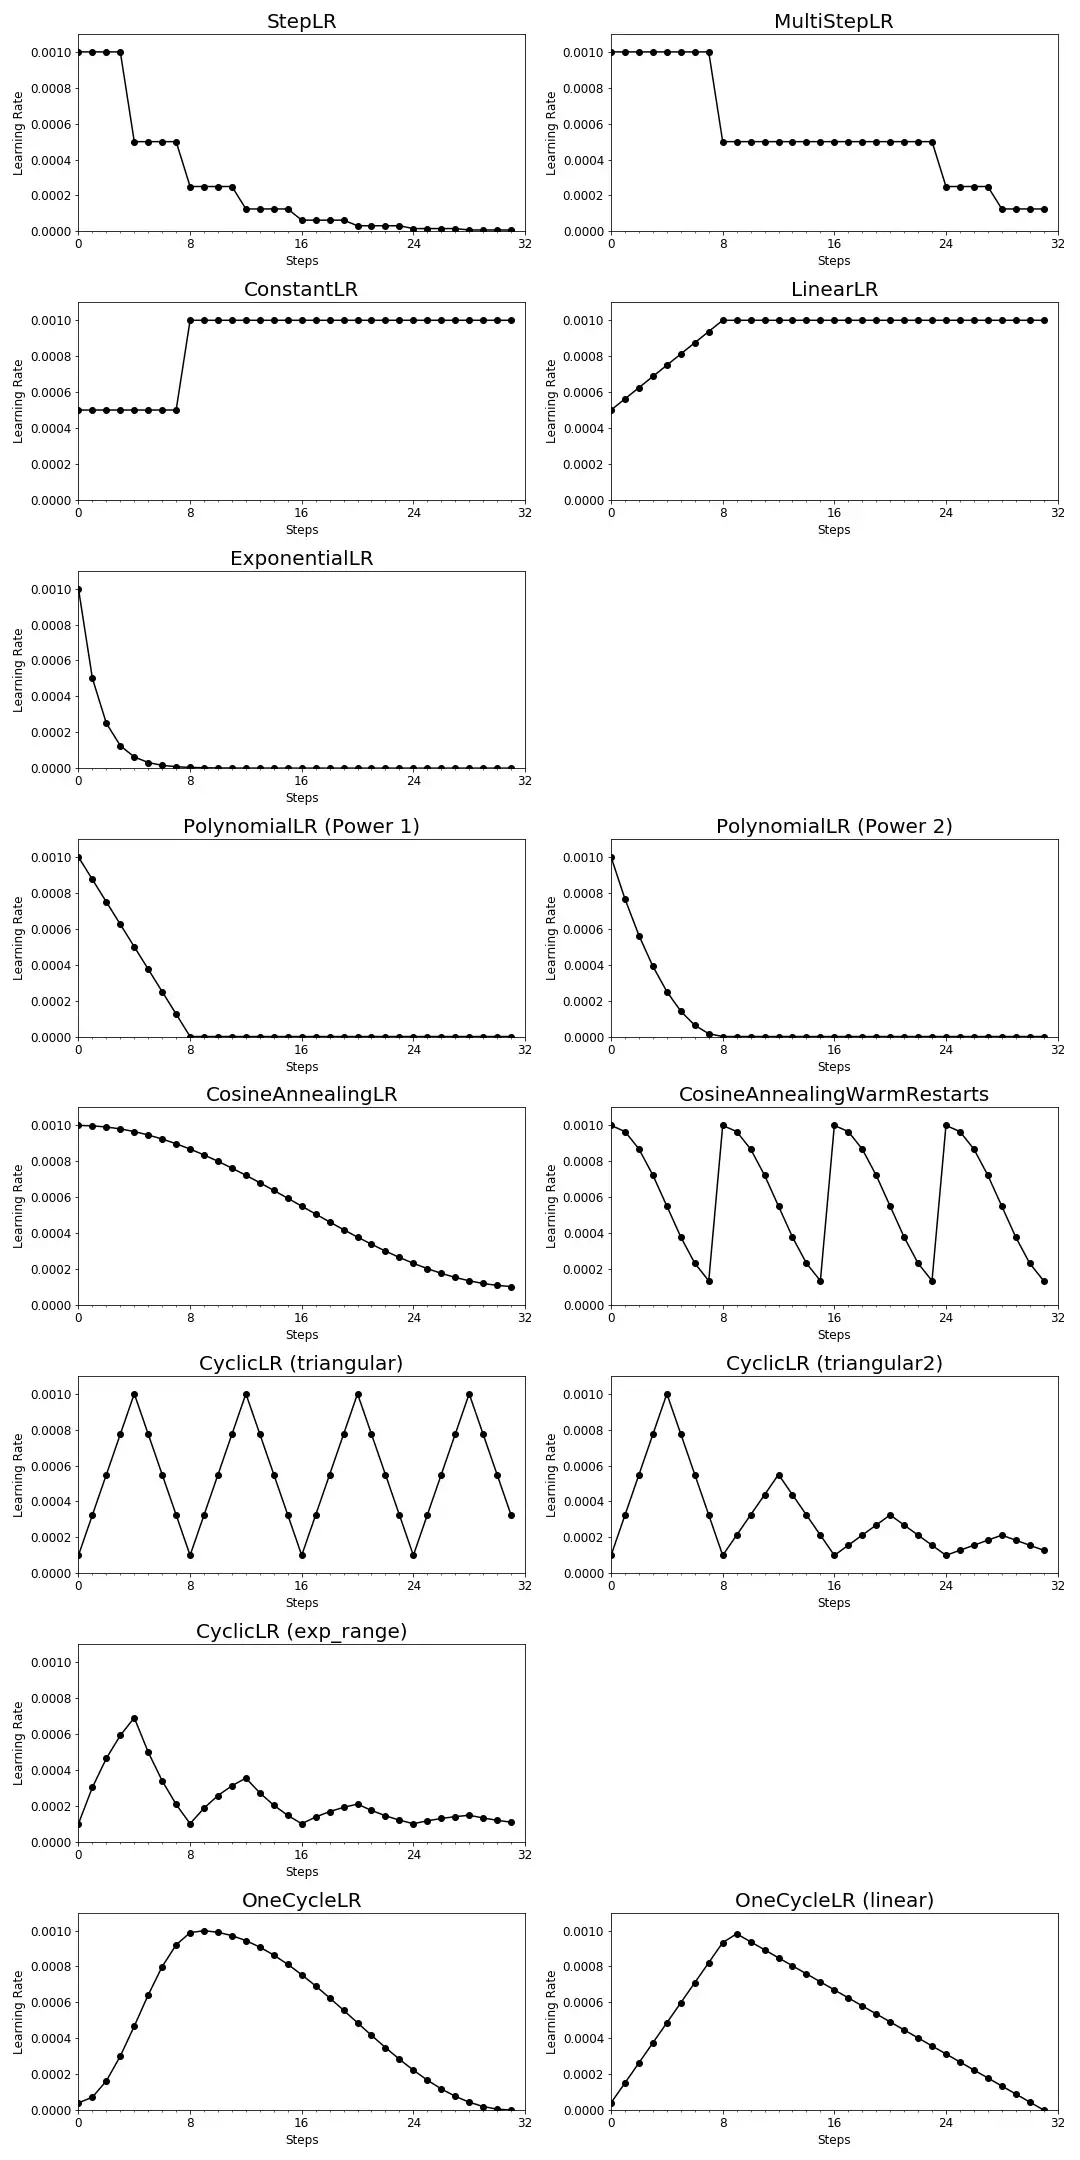 StepLR
Learning Rate
0.0010
0.0008
0.0006
0.0004
0.0002
0.0000
0 8 16 24 32
Steps
MultiStepLR
Learning Rate
0.0010
0.0008
0.0006
0.0004
0.0002
0.0000
0 8 16 24 32
Steps
ConstantLR
Learning Rate
0.0010
0.0008
0.0006
0.0004
0.0002
0.0000
0 8 16 24 32
Steps
LinearLR
Learning Rate
0.0010
0.0008
0.0006
0.0004
0.0002
0.0000
0 8 16 24 32
Steps
ExponentialLR
Learning Rate
0.0010
0.0008
0.0006
0.0004
0.0002
0.0000
0 8 16 24 32
Steps
PolynomialLR (Power 1)
Learning Rate
0.0010
0.0008
0.0006
0.0004
0.0002
0.0000
0 8 16 24 32
Steps
PolynomialLR (Power 2)
Learning Rate
0.0010
0.0008
0.0006
0.0004
0.0002
0.0000
0 8 16 24 32
Steps
CosineAnnealingLR
Learning Rate
0.0010
0.0008
0.0006
0.0004
0.0002
0.0000
0 8 16 24 32
Steps
CosineAnnealingWarmRestarts
Learning Rate
0.0010
0.0008
0.0006
0.0004
0.0002
0.0000
0 8 16 24 32
Steps
CyclicLR (triangular)
Learning Rate
0.0010
0.0008
0.0006
0.0004
0.0002
0.0000
0 8 16 24 32
Steps
CyclicLR (triangular2)
Learning Rate
0.0010
0.0008
0.0006
0.0004
0.0002
0.0000
0 8 16 24 32
Steps
CyclicLR (exp_range)
Learning Rate
0.0010
0.0008
0.0006
0.0004
0.0002
0.0000
0 8 16 24 32
Steps
OneCycleLR
Learning Rate
0.0010
0.0008
0.0006
0.0004
0.0002
0.0000
0 8 16 24 32
Steps
OneCycleLR (linear)
Learning Rate
0.0010
0.0008
0.0006
0.0004
0.0002
0.0000
0 8 16 24 32
Steps